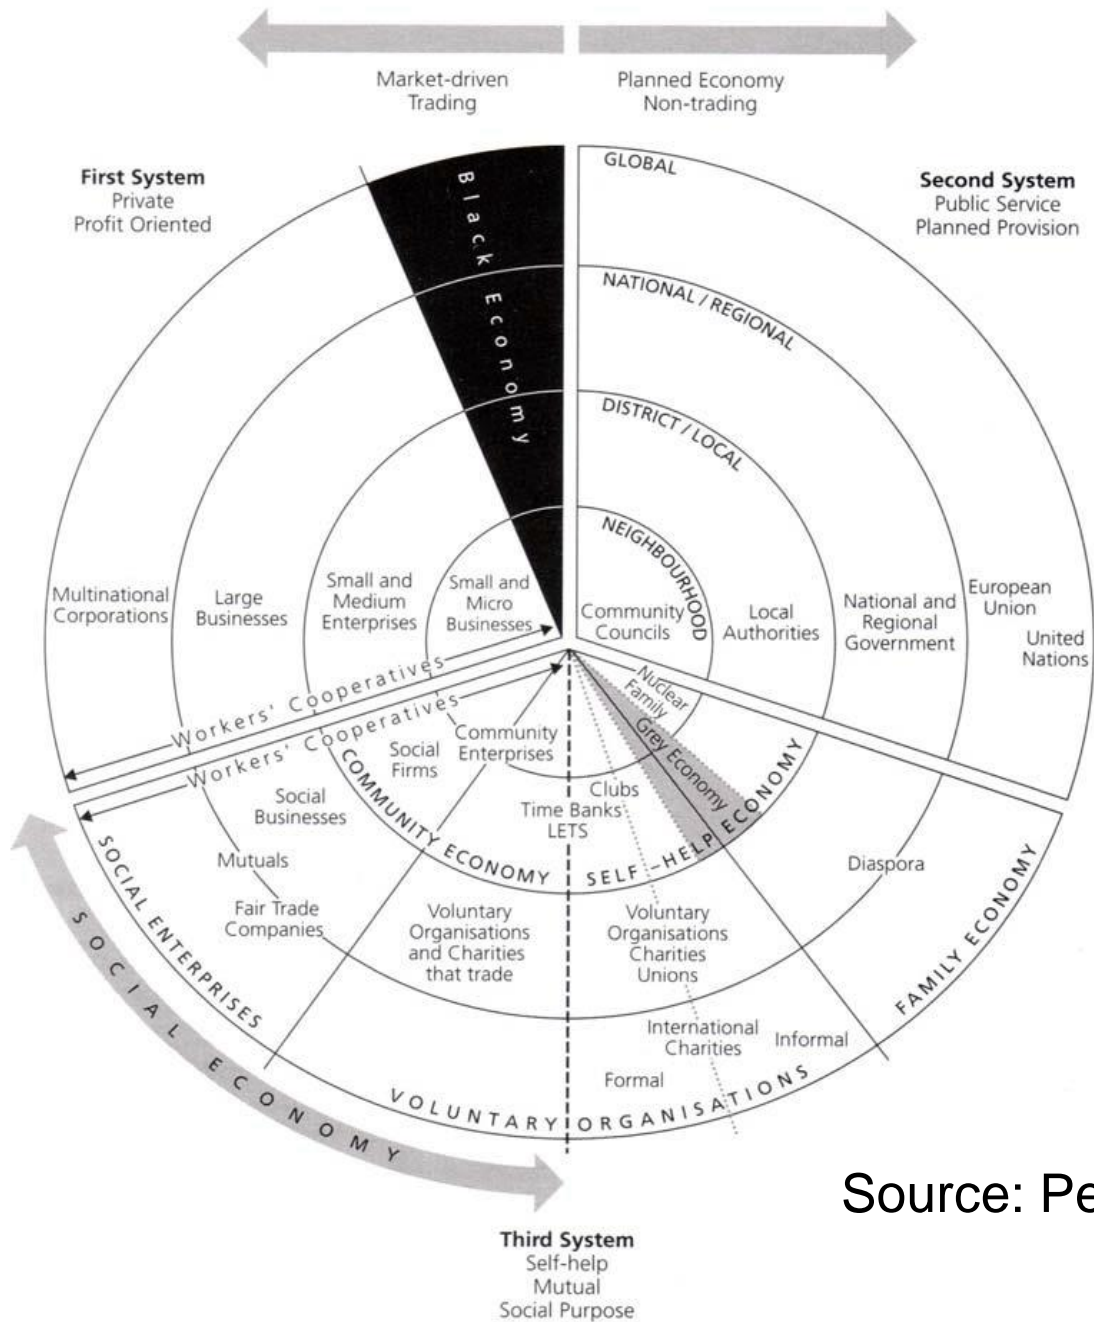 Market-driven
Trading
Planned Economy
Non-trading
First System
Private
Profit Oriented
Second System
Public Service
Planned Provision
Black Economy
GLOBAL
NATIONAL / REGIONAL
DISTRICT / LOCAL
NEIGHBOURHOOD
Multinational
Corporations
Large
Businesses
Small and
Medium
Enterprises
Small and
Micro
Businesses
Community
Councils
Local
Authorities
National and
Regional
Government
European
Union
United
Nations
Workers' Cooperatives
Workers' Cooperatives
Nuclear
Family
Grey Economy
Social
Firms
Community
Enterprises
Clubs
Time Banks
LETS
Social
Businesses
COMMUNITY ECONOMY
SELF-HELP ECONOMY
Mutuals
Fair Trade
Companies
Voluntary
Organisations
and Charities
that trade
Voluntary
Organisations
Charities
Unions
Diaspora
FAMILY ECONOMY
SOCIAL ENTERPRISES
International
Charities
Informal
Formal
VOLUNTARY ORGANISATIONS
SOCIAL ECONOMY
Source: Pe
Third System
Self-help
Mutual
Social Purpose